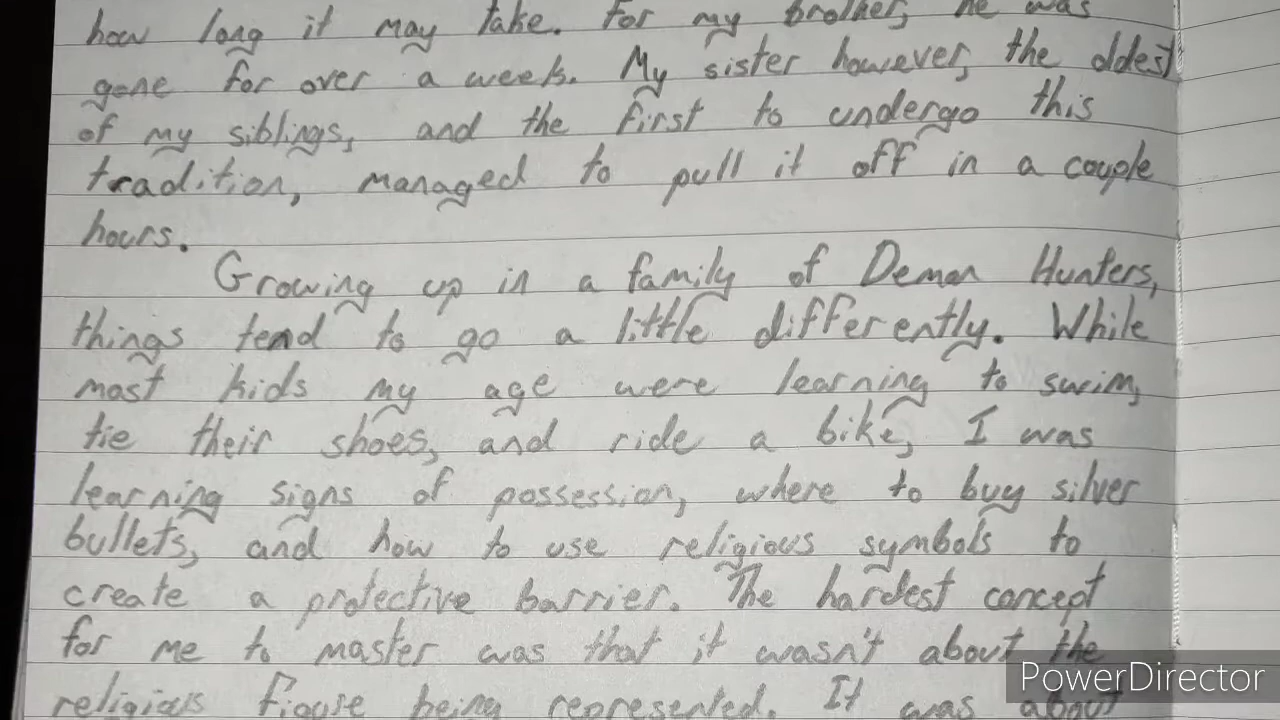 how long it may take. For my brother, he was
gone for over a week. My sister however, the oldest
of my siblings, and the first to undergo this
tradition, managed to pull it off in a couple
hours.
Growing up in a family of Demon Hunters,
things tend to go a little differently. While
most kids my age were learning to swim,
tie their shoes, and ride a bike, I was
learning signs of possession, where to buy silver
bullets, and how to use religious symbols to
create a protective barrier. The hardest concept
for me to master was that it wasn't about the
religious figure being represented. It was about
PowerDirector